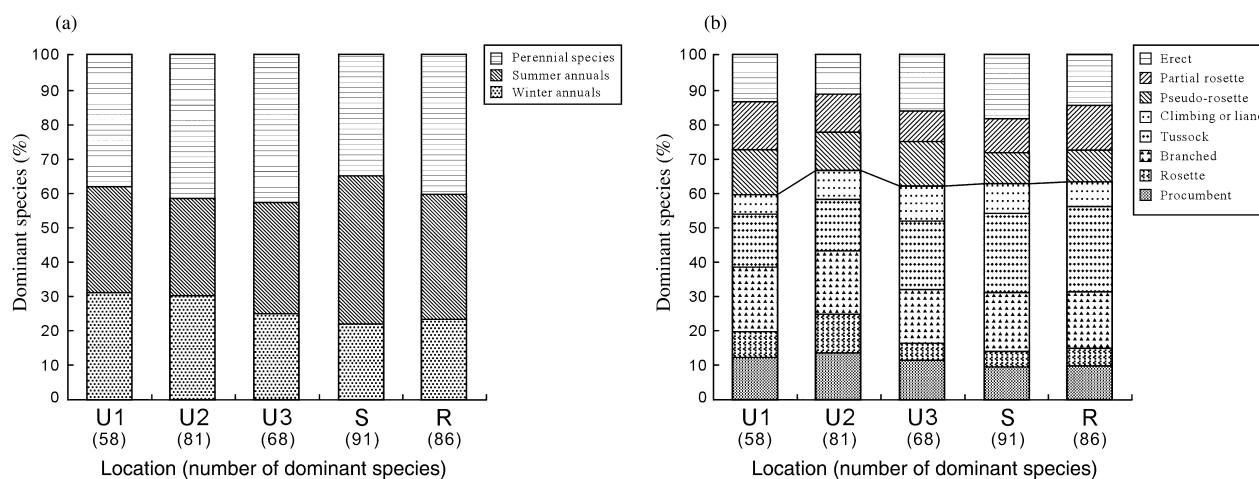 (a)
100
90
80
70
60
50
40
30
20
10
0
Dominant species (%)
Perennial species
Summer annuals
Winter annuals
U1 U2 U3 S R
(58) (81) (68) (91) (86)
Location (number of dominant species)
(b)
100
90
80
70
60
50
40
30
20
10
0
Dominant species (%)
Erect
Partial rosette
Pseudo-rosette
Climbing or liane
Tussock
Branched
Rosette
Procumbent
U1 U2 U3 S R
(58) (81) (68) (91) (86)
Location (number of dominant species)